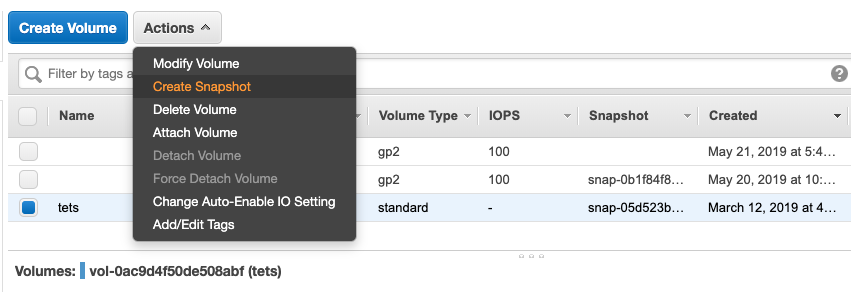 Create Volume Actions
Modify Volume
Create Snapshot
Delete Volume
Attach Volume
Detach Volume
Force Detach Volume
Change Auto-Enable IO Setting
Add/Edit Tags
Filter by tags a
Name Volume Type IOPS Snapshot Created
gp2 100 May 21, 2019 at 5:4...
gp2 100 snap-0b1f84f8... May 20, 2019 at 10:...
tets standard - snap-05d523b... March 12, 2019 at 4...
Volumes: vol-0ac9d4f50de508abf (tets)